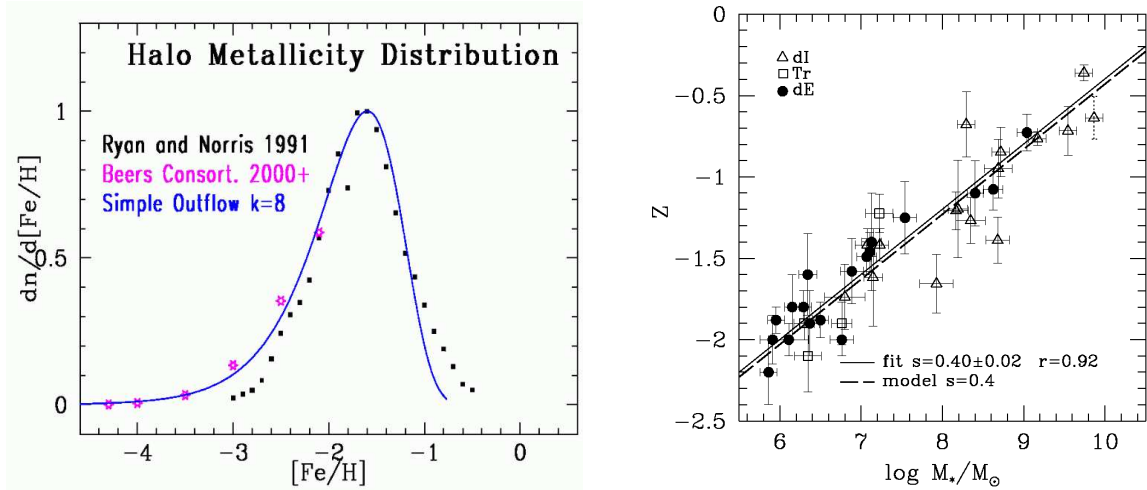 Halo Metallicity Distribution
Ryan and Norris 1991
Beers Consort. 2000+
Simple Outflow k=8
dn/d[Fe/H]
1
0.5
0
−4
−3
−2
−1
0
[Fe/H]
dI
Tr
dE
Z
0
−0.5
−1
−1.5
−2
−2.5
fit s=0.40±0.02 r=0.92
model s=0.4
6
7
8
9
10
log M*/M⊙